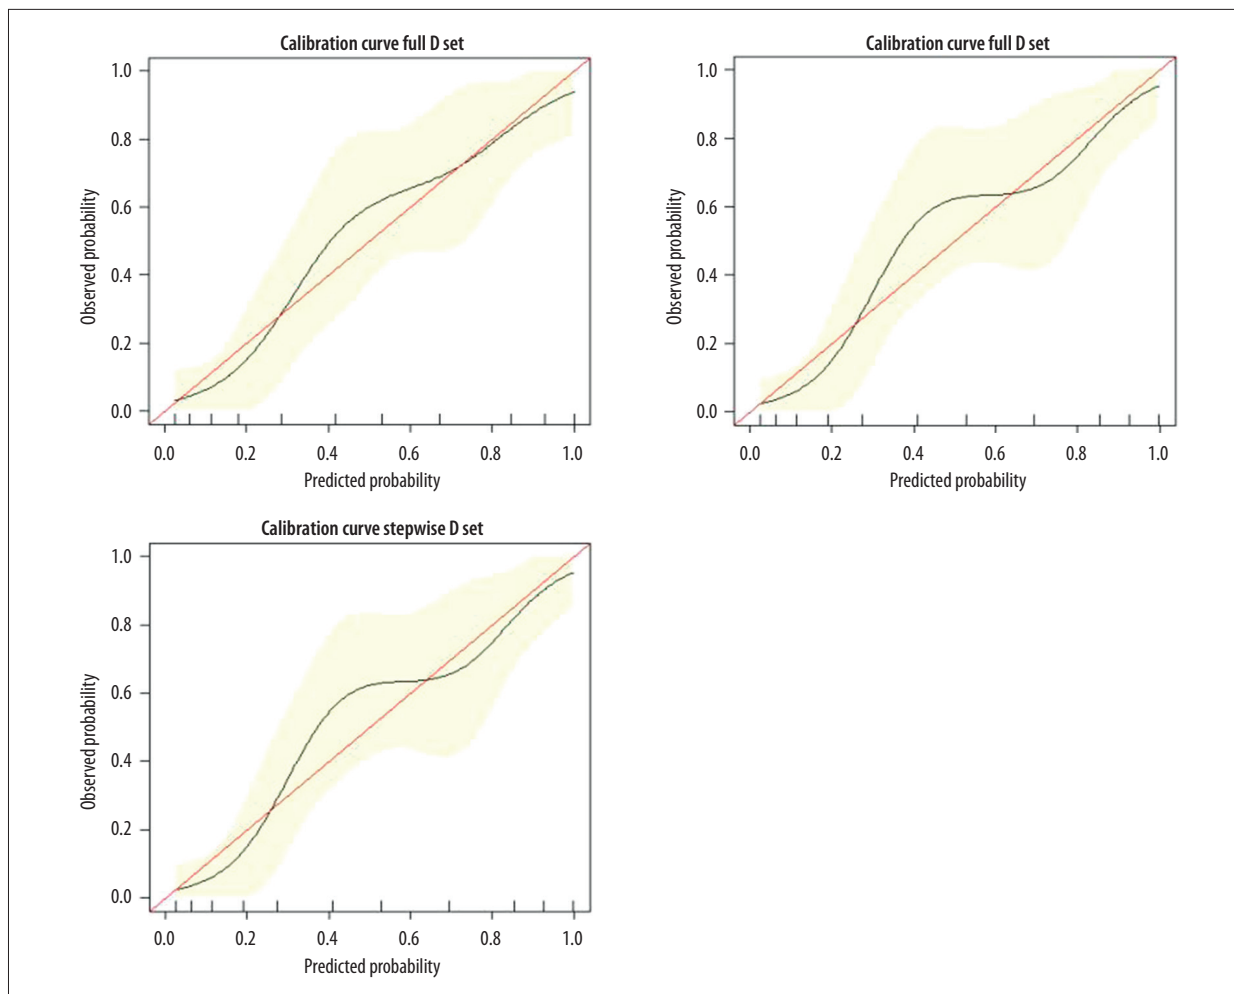 Calibration curve full D set
1.0
0.8
0.6
0.4
0.2
0.0
Observed probability
0.0 0.2 0.4 0.6 0.8 1.0
Predicted probability
Calibration curve full D set
1.0
0.8
0.6
0.4
0.2
0.0
Observed probability
0.0 0.2 0.4 0.6 0.8 1.0
Predicted probability
Calibration curve stepwise D set
1.0
0.8
0.6
0.4
0.2
0.0
Observed probability
0.0 0.2 0.4 0.6 0.8 1.0
Predicted probability